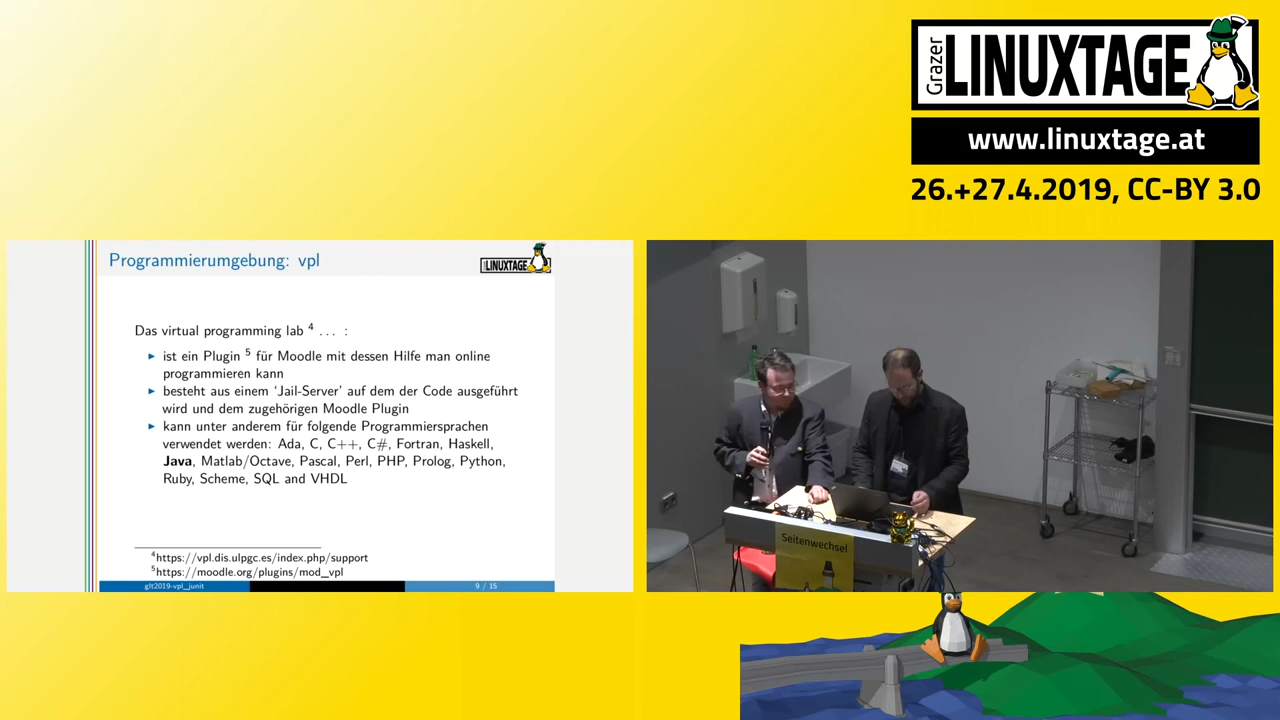 Grazer
LINUXTAGE
www.linuxtage.at
26.+27.4.2019, CC-BY 3.0
Programmierumgebung: vpl
LINUXTAGE
Das virtual programming lab 4 . . . :
▶ ist ein Plugin 5 für Moodle mit dessen Hilfe man online
programmieren kann
▶ besteht aus einem ‘Jail-Server’ auf dem der Code ausgeführt
wird und dem zugehörigen Moodle Plugin
▶ kann unter anderem für folgende Programmiersprachen
verwendet werden: Ada, C, C++, C#, Fortran, Haskell,
Java, Matlab/Octave, Pascal, Perl, PHP, Prolog, Python,
Ruby, Scheme, SQL and VHDL
4https://vpl.dis.ulpgc.es/index.php/support
5https://moodle.org/plugins/mod_vpl
glt2019-vpl_junit
9 / 15
Seitenwechsel